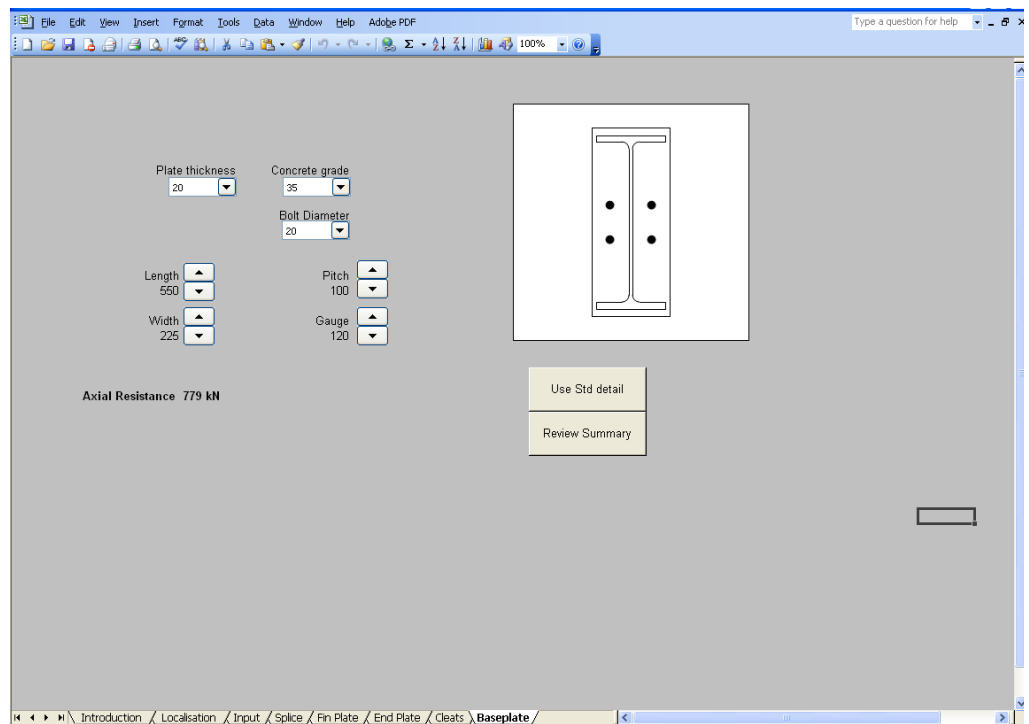 File Edit View Insert Format Tools Data Window Help Adobe PDF Type a question for help
100%
Plate thickness Concrete grade
20 35
Bolt Diameter
20
Length Pitch
550 100
Width Gauge
225 120
Axial Resistance 779 kN
Use Std detail
Review Summary
Introduction Localisation Input Splice Fin Plate End Plate Cleats Baseplate